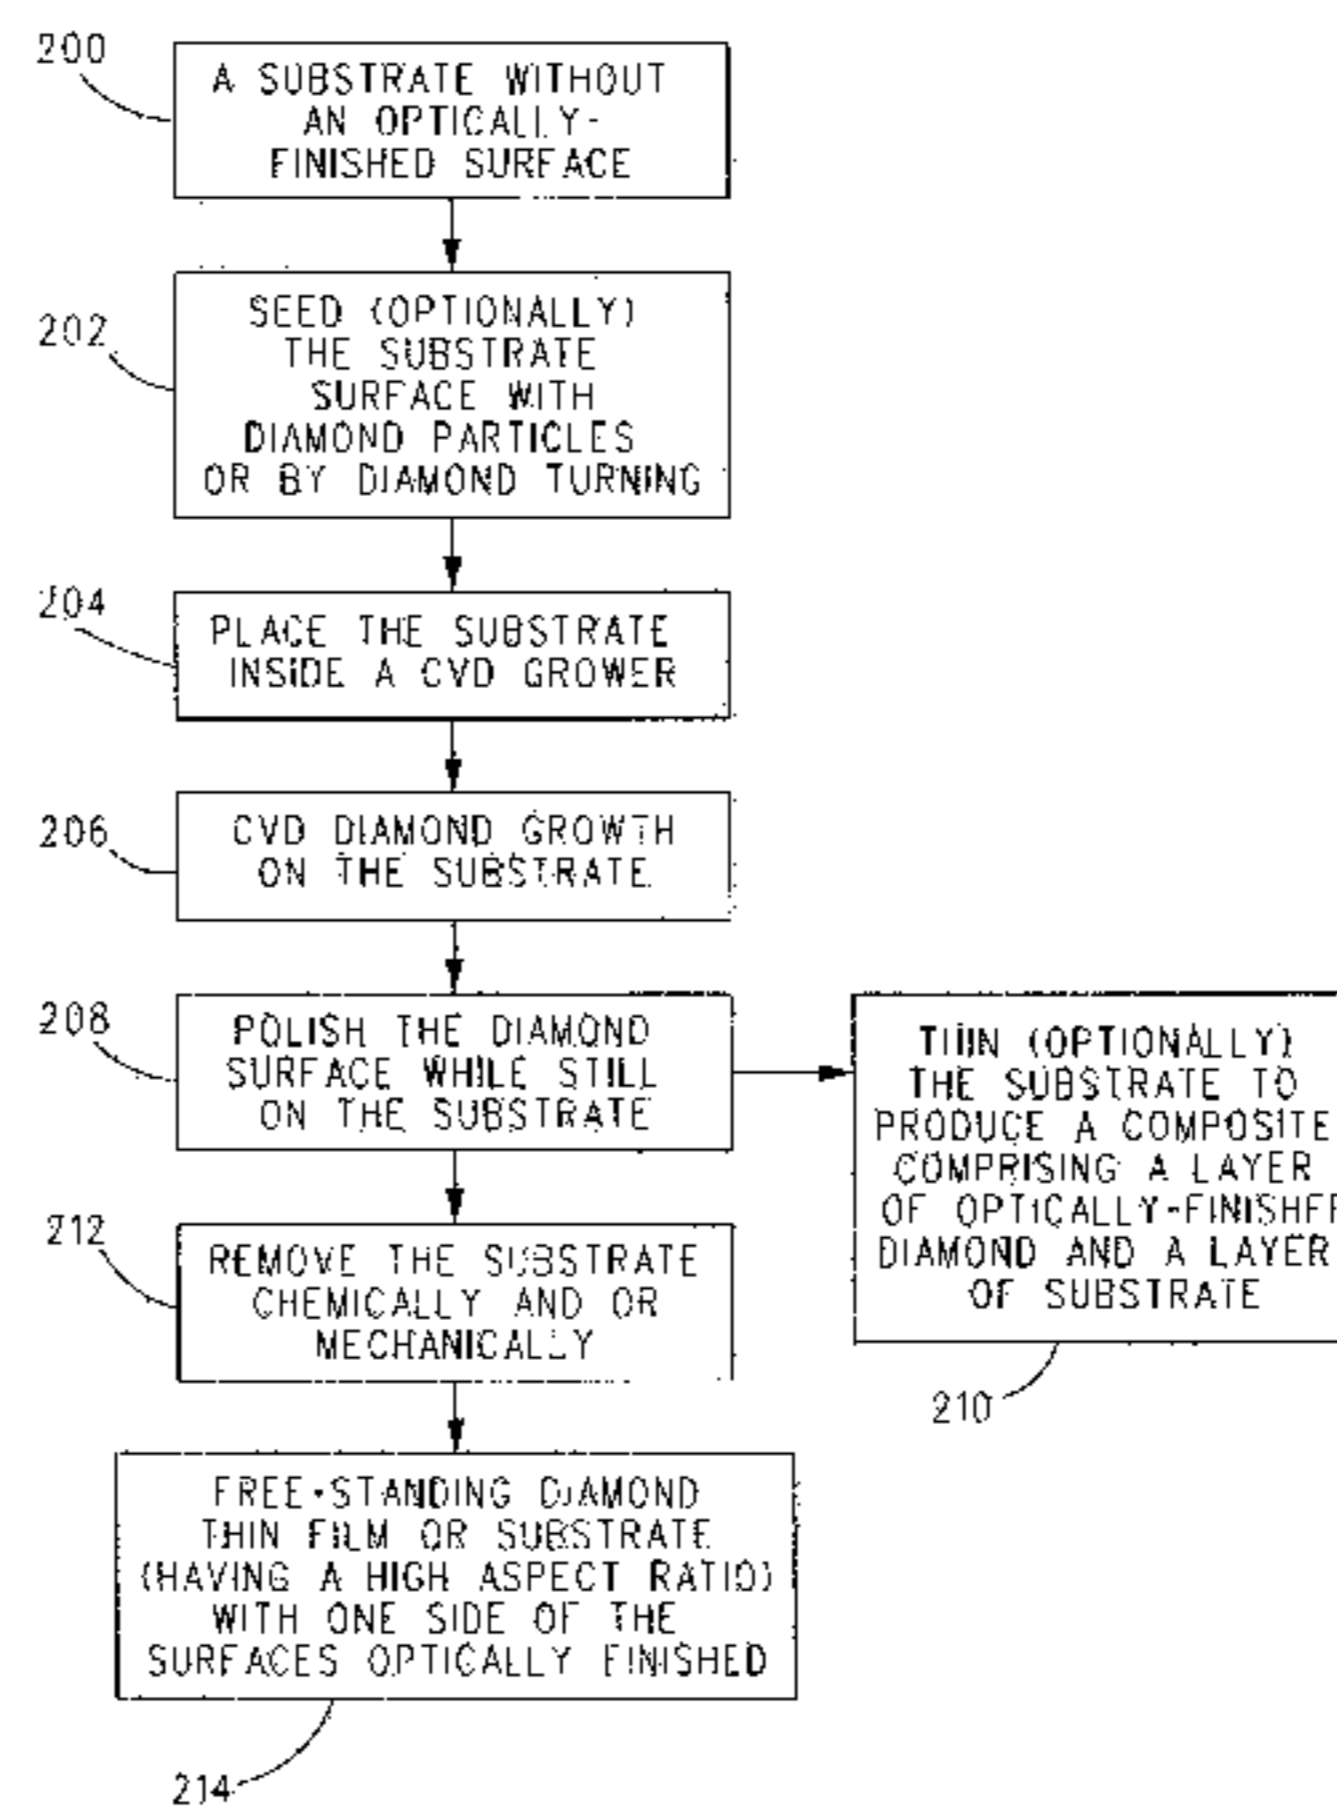 200
A SUBSTRATE WITHOUT
AN OPTICALLY-
FINISHED SURFACE
202
SEED (OPTIONALLY)
THE SUBSTRATE
SURFACE WITH
DIAMOND PARTICLES
OR BY DIAMOND TURNING
204
PLACE THE SUBSTRATE
INSIDE A CVD GROWER
206
CVD DIAMOND GROWTH
ON THE SUBSTRATE
208
POLISH THE DIAMOND
SURFACE WHILE STILL
ON THE SUBSTRATE
THIN (OPTIONALLY)
THE SUBSTRATE TO
PRODUCE A COMPOSITE
COMPRISING A LAYER
OF OPTICALLY-FINISHED
DIAMOND AND A LAYER
OF SUBSTRATE
210
212
REMOVE THE SUBSTRATE
CHEMICALLY AND OR
MECHANICALLY
FREE-STANDING DIAMOND
THIN FILM OR SUBSTRATE
(HAVING A HIGH ASPECT RATIO)
WITH ONE SIDE OF THE
SURFACES OPTICALLY FINISHED
214